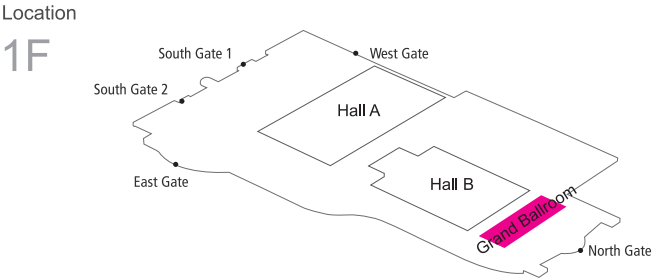 Location
1F
South Gate 1
West Gate
South Gate 2
Hall A
East Gate
Hall B
Grand Ballroom
North Gate